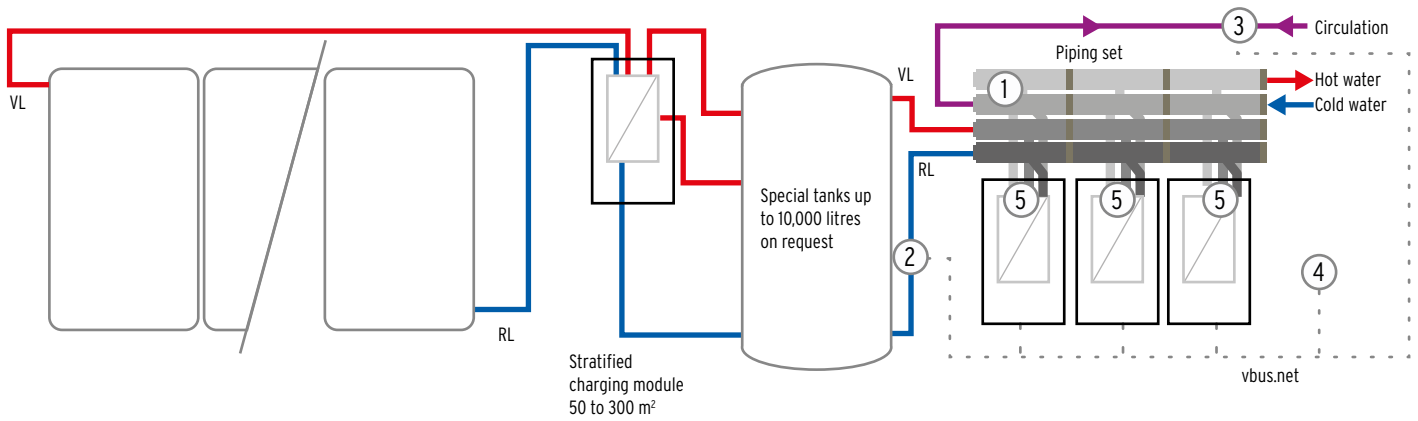 VL
RL
Stratified
charging module
50 to 300 m²
Special tanks up
to 10,000 litres
on request
VL
RL
2
3
Circulation
Piping set
1
Hot water
Cold water
5
5
5
4
vbus.net